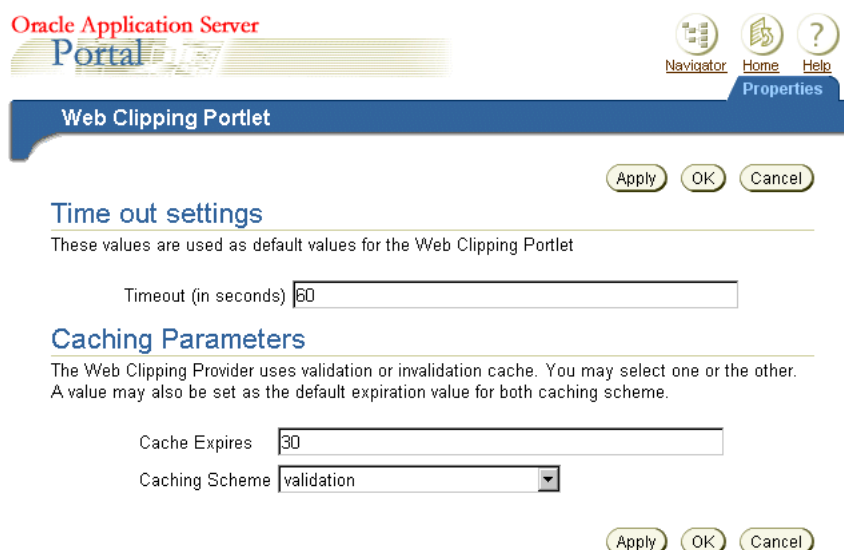 Oracle Application Server
Portal
Navigator Home Help
Properties
Web Clipping Portlet
Apply OK Cancel
Time out settings
These values are used as default values for the Web Clipping Portlet
Timeout (in seconds) 60
Caching Parameters
The Web Clipping Provider uses validation or invalidation cache. You may select one or the other.
A value may also be set as the default expiration value for both caching scheme.
Cache Expires 30
Caching Scheme validation
Apply OK Cancel